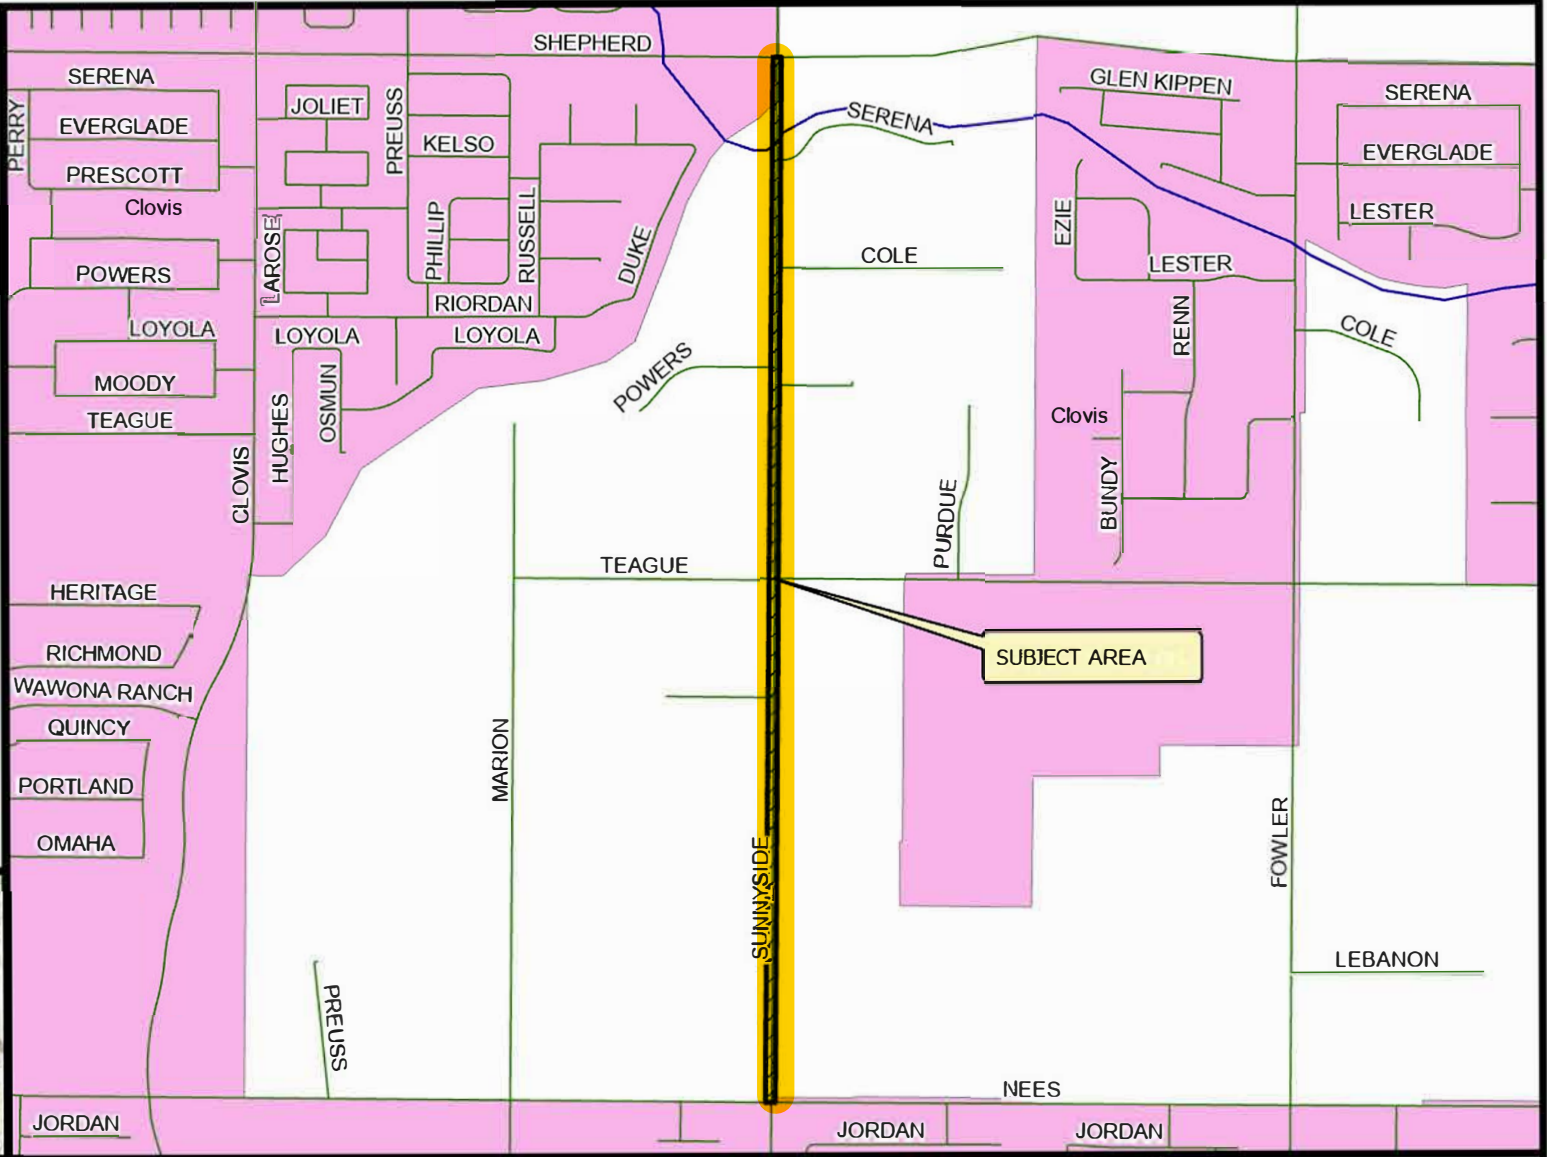 SHEPHERD
SERENA
PERRY
EVERGLADE
PRESCOTT
Clovis
POWERS
LOYOLA
MOODY
TEAGUE
JOLIET
PREUSS
KELSO
LAROSE
PHILLIP
RUSSELL
DUKE
RIORDAN
LOYOLA
LOYOLA
HUGHES
OSMUN
CLOVIS
POWERS
SERENA
COLE
GLEN KIPPEN
SERENA
EVERGLADE
LESTER
EZIE
LESTER
RENN
COLE
Clovis
BUNDY
PURDUE
TEAGUE
HERITAGE
RICHMOND
WAWONA RANCH
QUINCY
PORTLAND
OMAHA
SUBJECT AREA
MARION
SUNNYSIDE
FOWLER
LEBANON
PREUSS
NEES
JORDAN
JORDAN
JORDAN